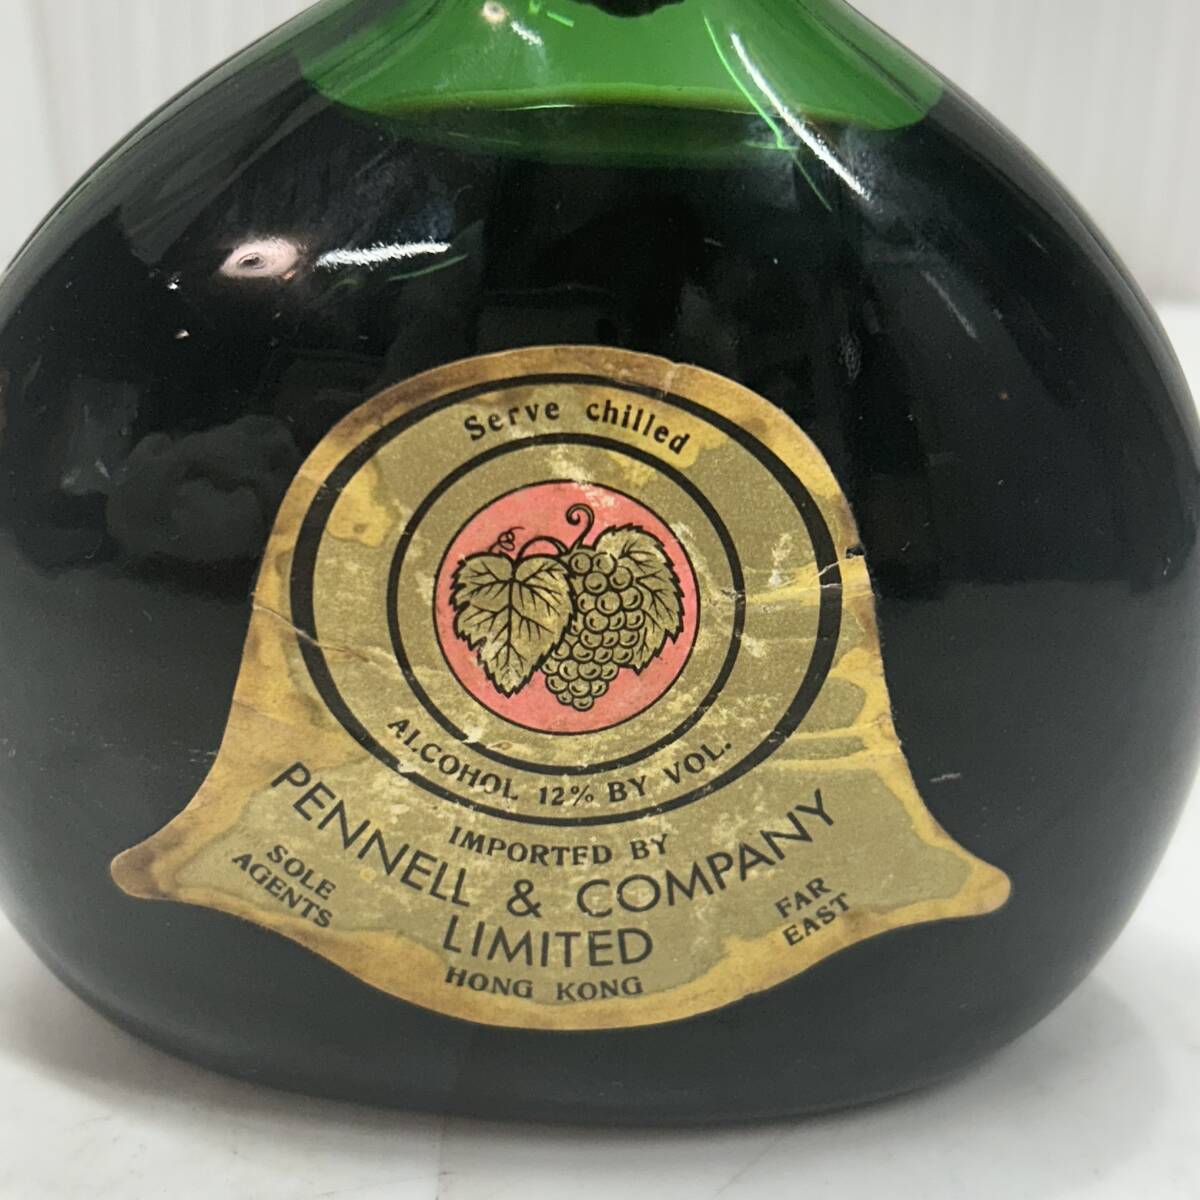 Serve chilled
ALCOHOL 12% BY VOL.
IMPORTED BY
PENNELL & COMPANY
LIMITED
HONG KONG
SOLE
AGENTS
FAR
EAST